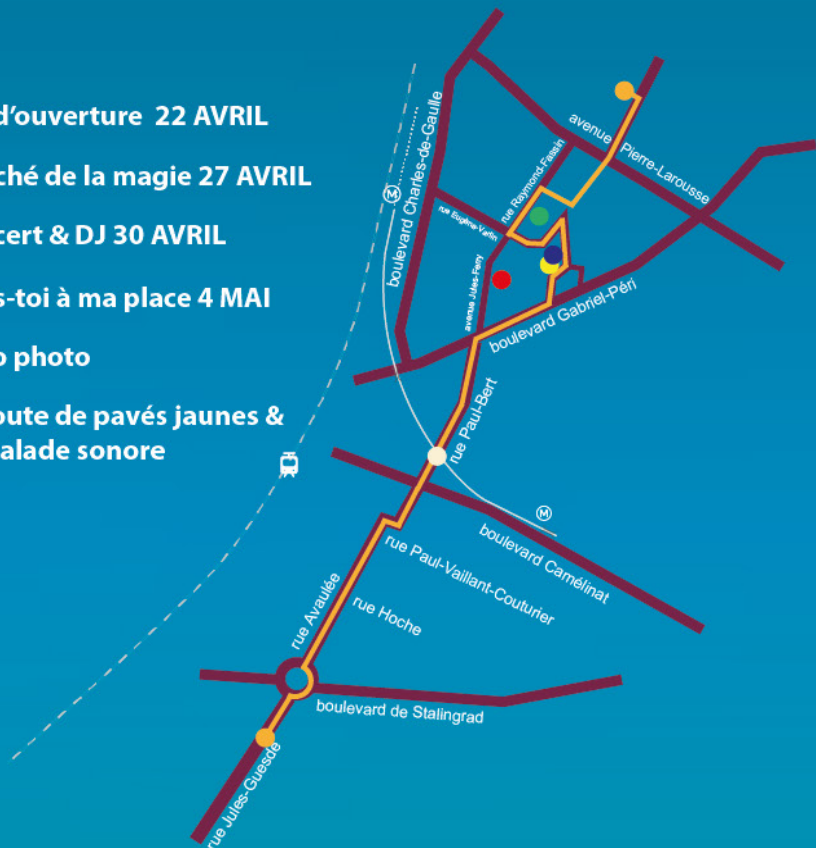 d'ouverture 22 AVRIL
ché de la magie 27 AVRIL
cert & DJ 30 AVRIL
s-toi à ma place 4 MAI
o photo
oute de pavés jaunes &
alade sonore
avenue Pierre-Larousse
rue Raymond-Fassin
boulevard Charles-de-Gaulle
M
rue Eugène-Varlin
avenue Jules-Ferry
boulevard Gabriel-Péri
rue Paul-Bert
M
boulevard Camélinat
rue Paul-Vaillant-Couturier
rue Hoche
rue Avaulée
boulevard de Stalingrad
rue Jules-Guesde